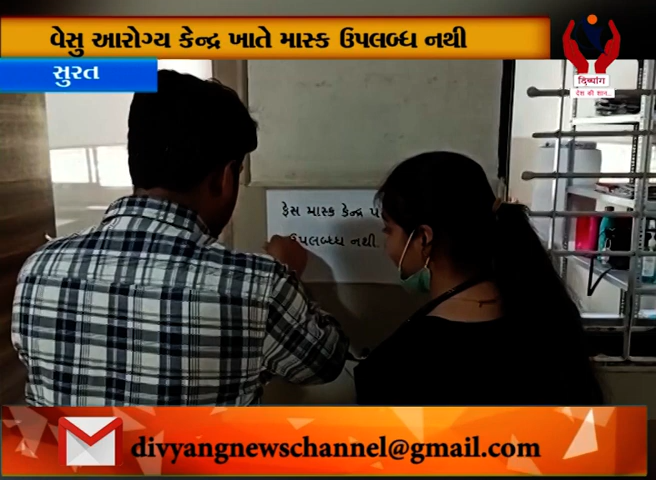 વેસુ આરોગ્ય કેન્દ્ર ખાતે માસ્ક ઉપલબ્ધ નથી
સુરત
दिव्यांग
देश की शान..
ફેસ માસ્ક કેન્દ્ર પ
ઉપલબ્ધ નથી
divyangnewschannel@gmail.com